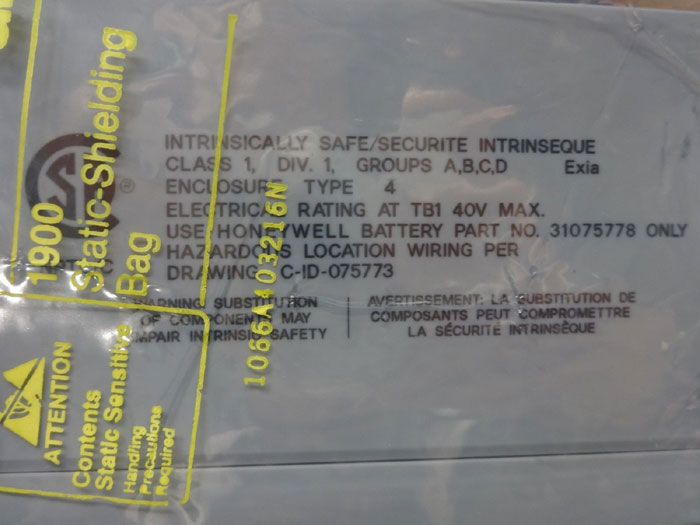 INTRINSICALLY SAFE/SECURITE INTRINSEQUE
CLASS 1, DIV. 1, GROUPS A,B,C,D Exia
ENCLOSURE TYPE 4
ELECTRICAL RATING AT TB1 40V MAX.
USE HONEYWELL BATTERY PART NO. 31075778 ONLY
HAZARDOUS LOCATION WIRING PER
DRAWING C-ID-075773
WARNING: SUBSTITUTION
OF COMPONENTS MAY
IMPAIR INTRINSIC SAFETY
AVERTISSEMENT: LA SUBSTITUTION DE
COMPOSANTS PEUT COMPROMETTRE
LA SÉCURITÉ INTRINSÈQUE
1900
Static-Shielding
Bag
1086A403216N
ATTENTION
Contents
Static Sensitive
Handling
Precautions
Required